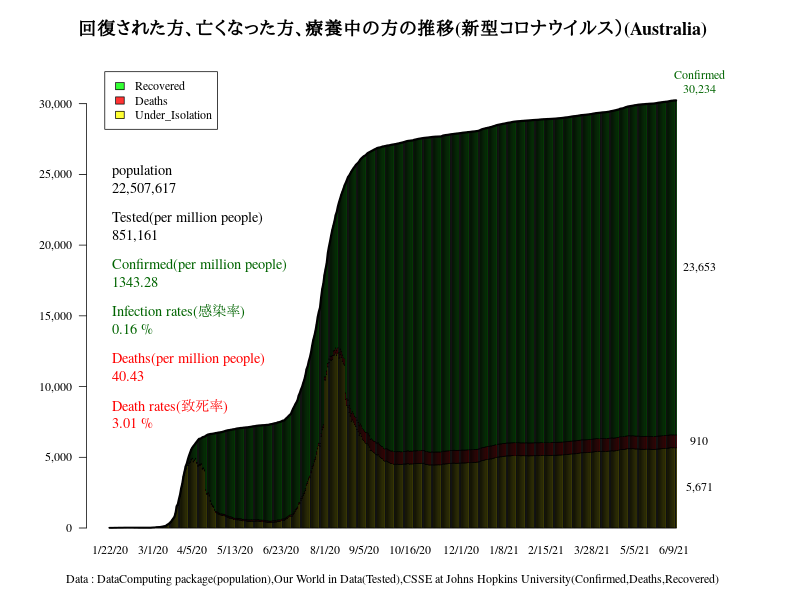 回復された方、亡くなった方、療養中の方の推移(新型コロナウイルス）(Australia)
Confirmed
30,234
Recovered
Deaths
Under_Isolation
population
22,507,617
Tested(per million people)
851,161
Confirmed(per million people)
1343.28
Infection rates(感染率)
0.16 %
Deaths(per million people)
40.43
Death rates(致死率)
3.01 %
30,000
25,000
20,000
15,000
10,000
5,000
0
23,653
910
5,671
1/22/20 3/1/20 4/5/20 5/13/20 6/23/20 8/1/20 9/5/20 10/16/20 12/1/20 1/8/21 2/15/21 3/28/21 5/5/21 6/9/21
Data : DataComputing package(population),Our World in Data(Tested),CSSE at Johns Hopkins University(Confirmed,Deaths,Recovered)